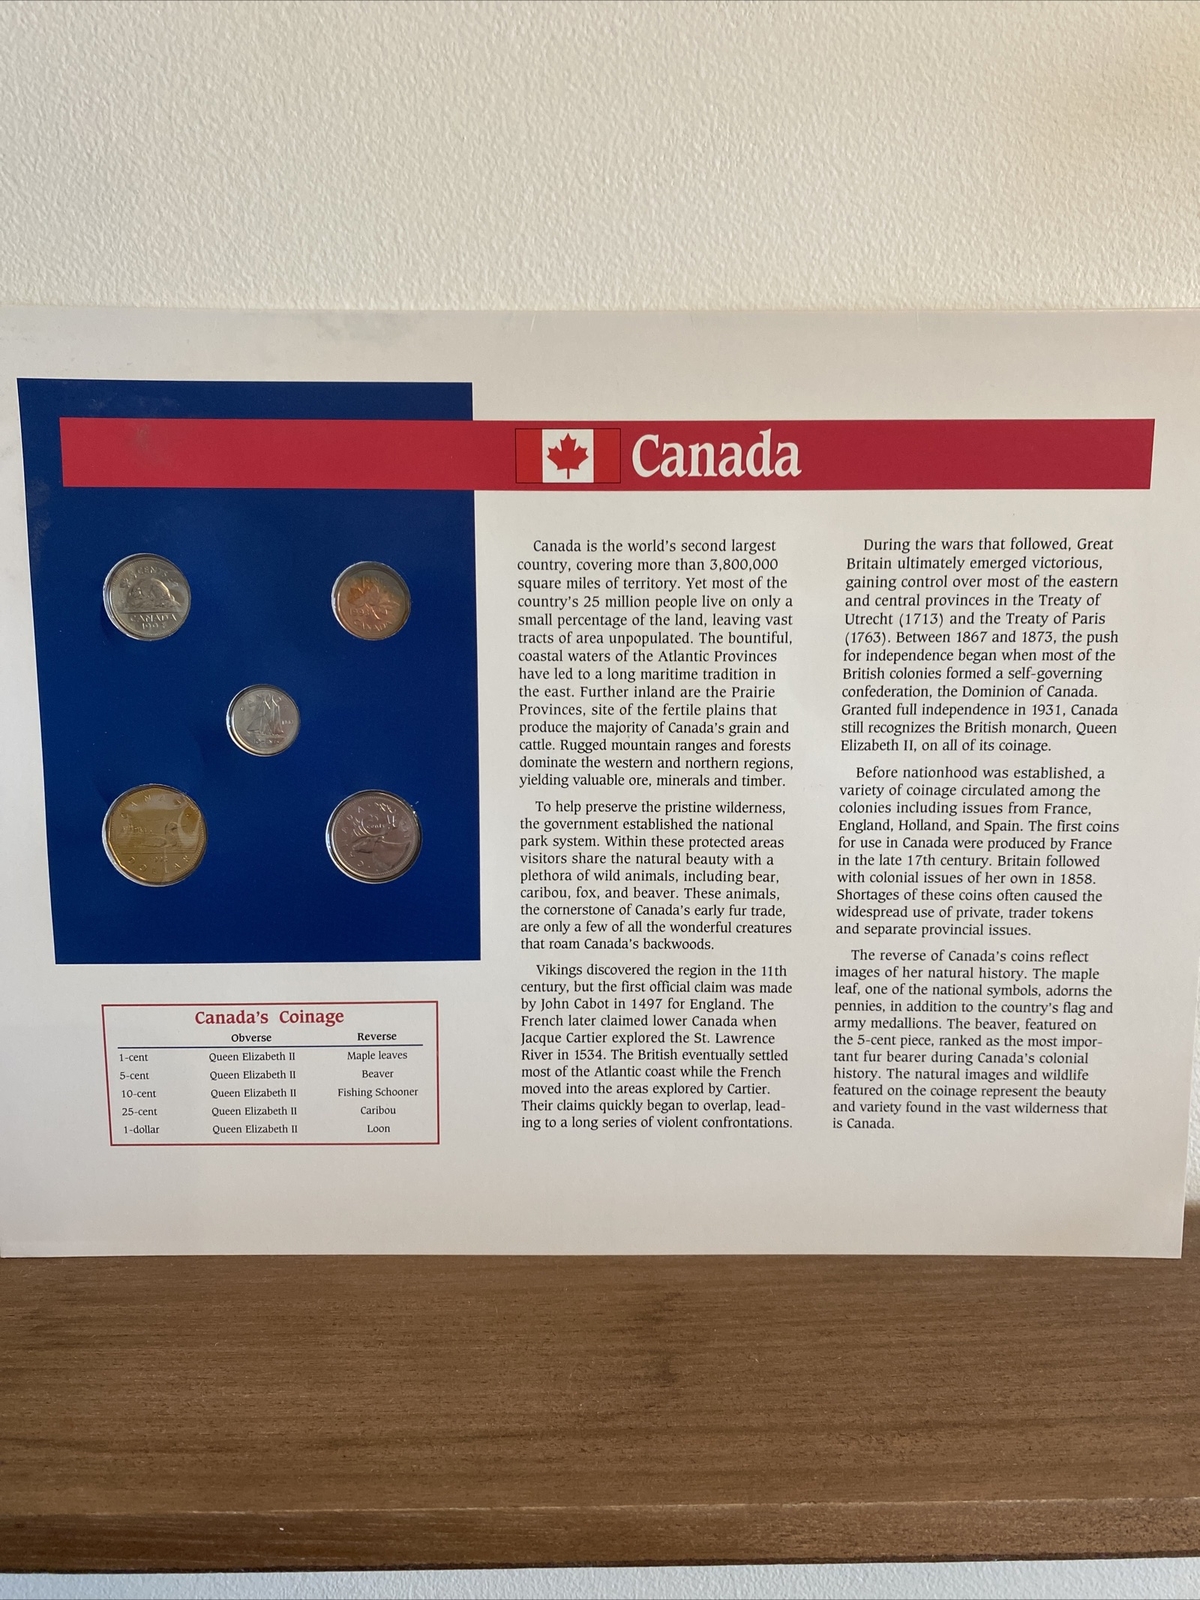 Canada
5 CENTS
CANADA
Canada is the world's second largest
country, covering more than 3,800,000
square miles of territory. Yet most of the
country's 25 million people live on only a
small percentage of the land, leaving vast
tracts of area unpopulated. The bountiful,
coastal waters of the Atlantic Provinces
have led to a long maritime tradition in
the east. Further inland are the Prairie
Provinces, site of the fertile plains that
produce the majority of Canada's grain and
cattle. Rugged mountain ranges and forests
dominate the western and northern regions,
yielding valuable ore, minerals and timber.
To help preserve the pristine wilderness,
the government established the national
park system. Within these protected areas
visitors share the natural beauty with a
plethora of wild animals, including bear,
caribou, fox, and beaver. These animals,
the cornerstone of Canada's early fur trade,
are only a few of all the wonderful creatures
that roam Canada's backwoods.
Vikings discovered the region in the 11th
century, but the first official claim was made
by John Cabot in 1497 for England. The
French later claimed lower Canada when
Jacque Cartier explored the St. Lawrence
River in 1534. The British eventually settled
most of the Atlantic coast while the French
moved into the areas explored by Cartier.
Their claims quickly began to overlap, lead-
ing to a long series of violent confrontations.
During the wars that followed, Great
Britain ultimately emerged victorious,
gaining control over most of the eastern
and central provinces in the Treaty of
Utrecht (1713) and the Treaty of Paris
(1763). Between 1867 and 1873, the push
for independence began when most of the
British colonies formed a self-governing
confederation, the Dominion of Canada.
Granted full independence in 1931, Canada
still recognizes the British monarch, Queen
Elizabeth II, on all of its coinage.
Before nationhood was established, a
variety of coinage circulated among the
colonies including issues from France,
England, Holland, and Spain. The first coins
for use in Canada were produced by France
in the late 17th century. Britain followed
with colonial issues of her own in 1858.
Shortages of these coins often caused the
widespread use of private, trader tokens
and separate provincial issues.
The reverse of Canada's coins reflect
images of her natural history. The maple
leaf, one of the national symbols, adorns the
pennies, in addition to the country's flag and
army medallions. The beaver, featured on
the 5-cent piece, ranked as the most impor-
tant fur bearer during Canada's colonial
history. The natural images and wildlife
featured on the coinage represent the beauty
and variety found in the vast wilderness that
is Canada.
Canada's Coinage
Obverse Reverse
1-cent Queen Elizabeth II Maple leaves
5-cent Queen Elizabeth II Beaver
10-cent Queen Elizabeth II Fishing Schooner
25-cent Queen Elizabeth II Caribou
1-dollar Queen Elizabeth II Loon